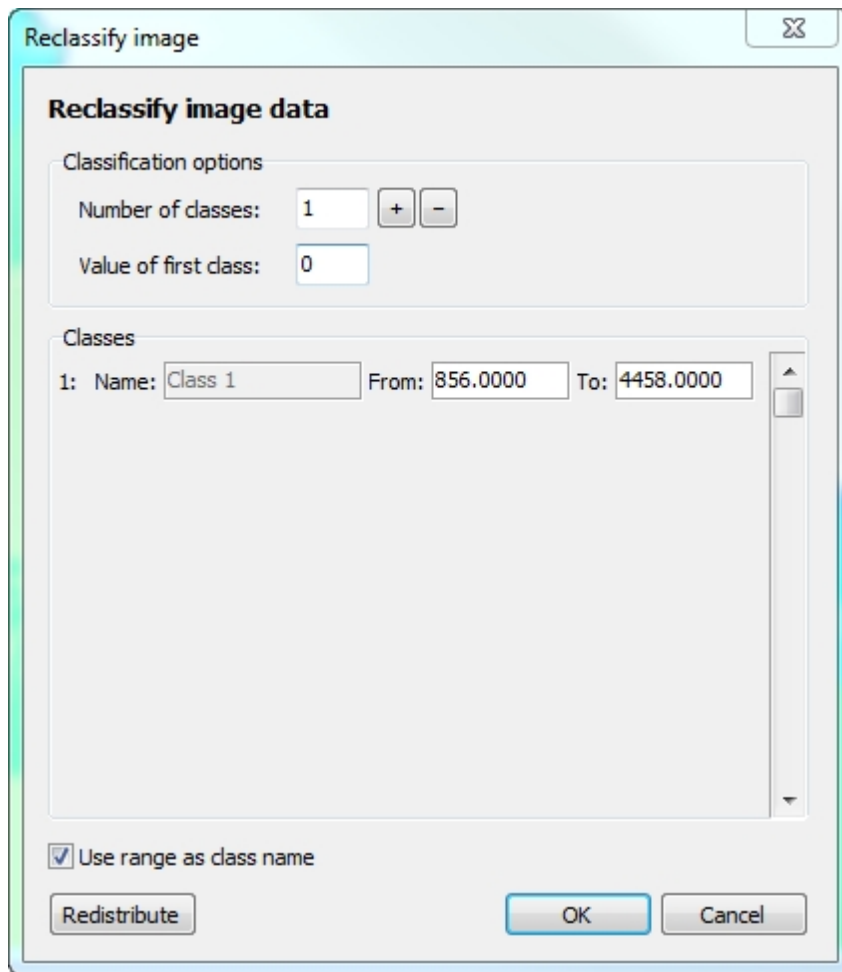 Reclassify image
Reclassify image data
Classification options
Number of classes: 1 + -
Value of first class: 0
Classes
1: Name: Class 1 From: 856.0000 To: 4458.0000
Use range as class name
Redistribute OK Cancel